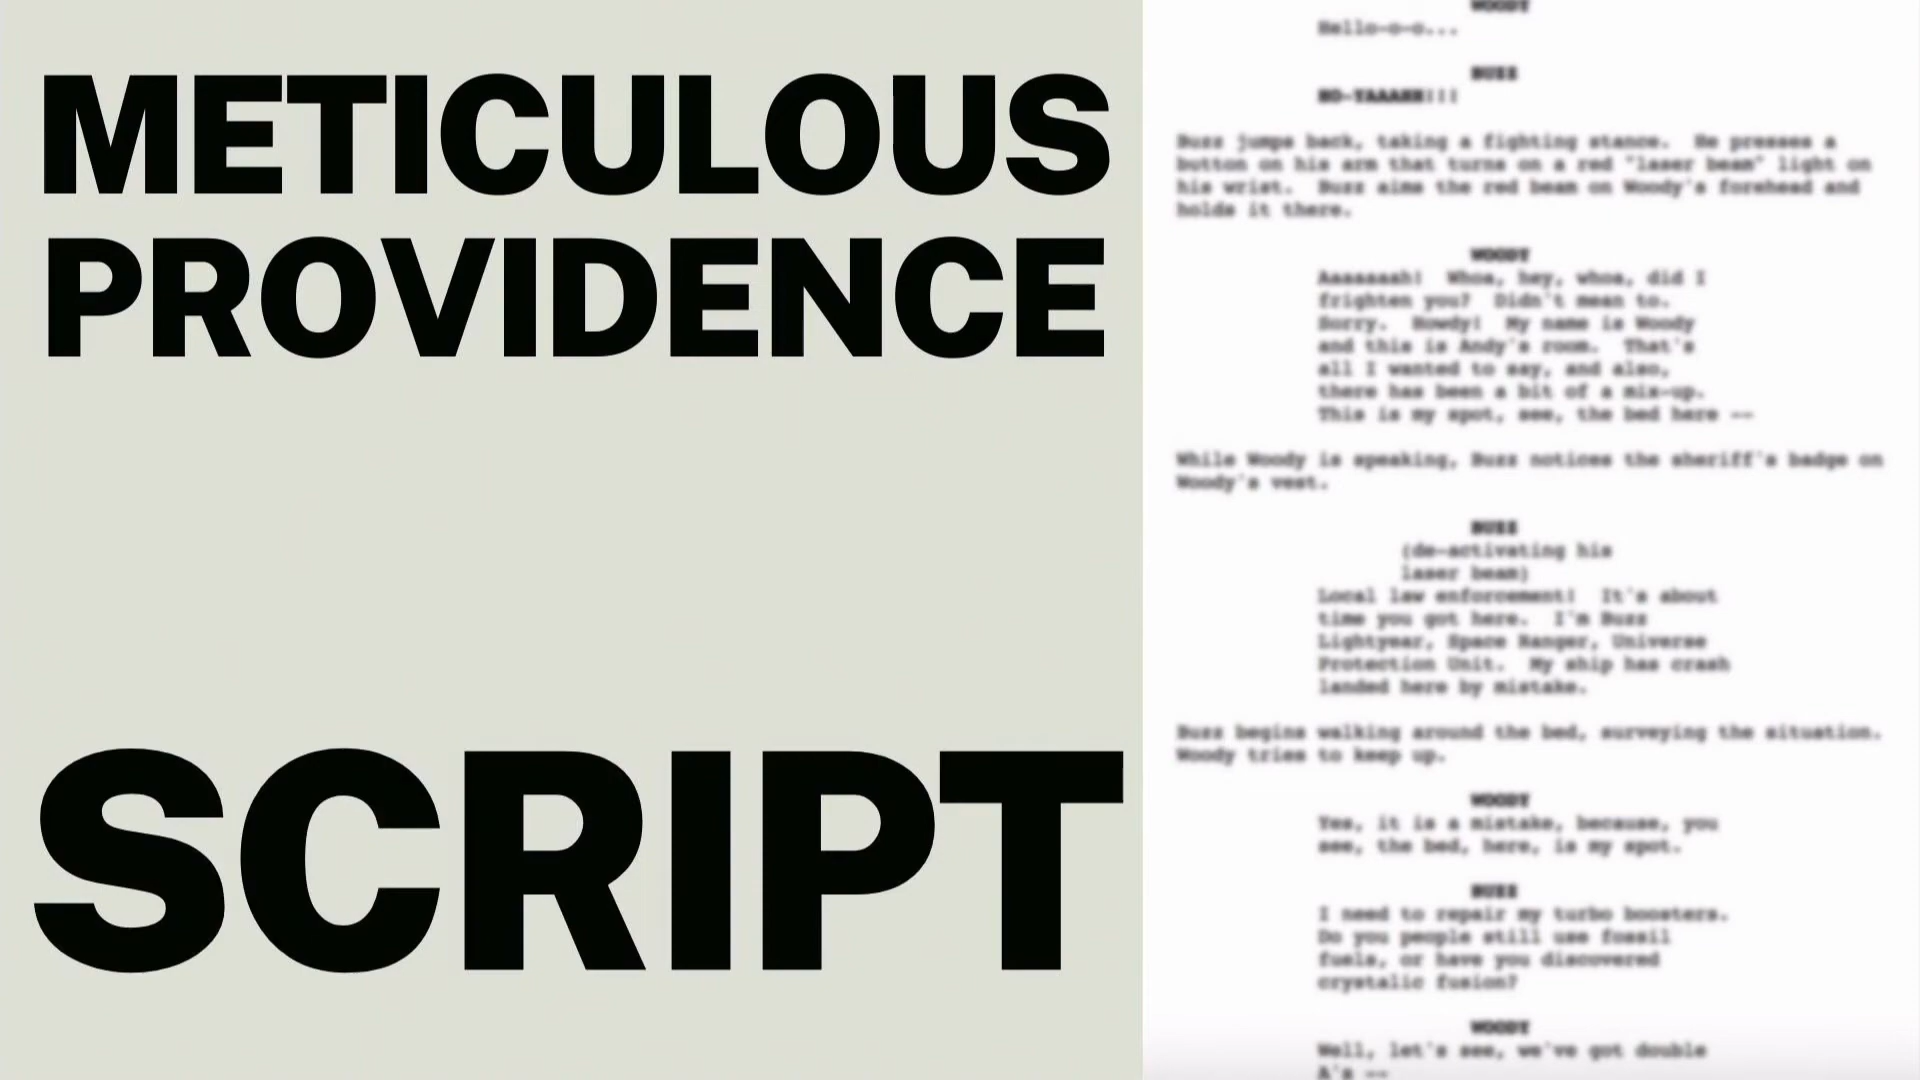 METICULOUS
PROVIDENCE
SCRIPT
WOODY
Hello-o-o...
BUZZ
HO-YAAAHH!!!
Buzz jumps back, taking a fighting stance.  He presses a
button on his arm that turns on a red "laser beam" light on
his wrist.  Buzz aims the red beam on Woody's forehead and
holds it there.
WOODY
Aaaaaaah!  Whoa, hey, whoa, did I
frighten you?  Didn't mean to.
Sorry.  Howdy!  My name is Woody
and this is Andy's room.  That's
all I wanted to say, and also,
there has been a bit of a mix-up.
This is my spot, see, the bed here --
While Woody is speaking, Buzz notices the sheriff's badge on
Woody's vest.
BUZZ
(de-activating his
laser beam)
Local law enforcement!  It's about
time you got here.  I'm Buzz
Lightyear, Space Ranger, Universe
Protection Unit.  My ship has crash
landed here by mistake.
Buzz begins walking around the bed, surveying the situation.
Woody tries to keep up.
WOODY
Yes, it is a mistake, because, you
see, the bed, here, is my spot.
BUZZ
I need to repair my turbo boosters.
Do you people still use fossil
fuels, or have you discovered
crystalic fusion?
WOODY
Well, let's see, we've got double
A's --